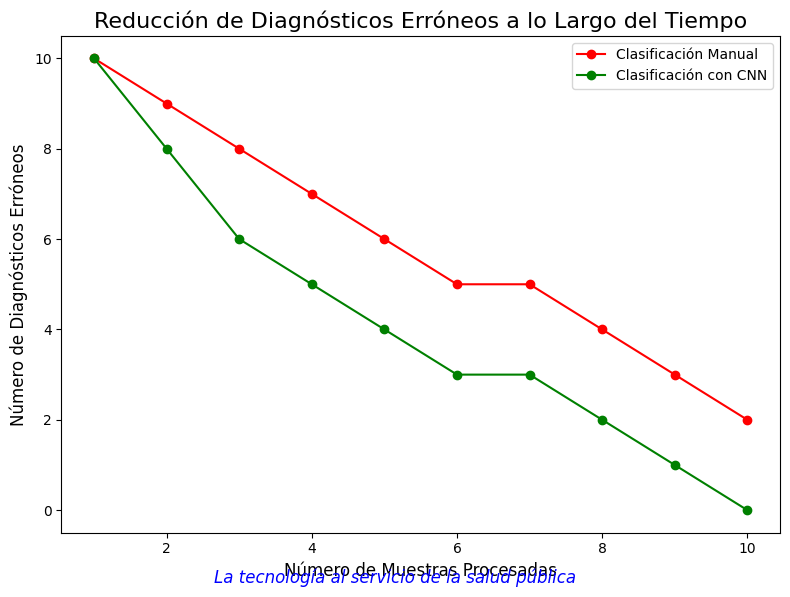 Reducción de Diagnósticos Erróneos a lo Largo del Tiempo
Clasificación Manual
Clasificación con CNN
Número de Diagnósticos Erróneos
10
8
6
4
2
0
2 4 6 8 10
Número de Muestras Procesadas
La tecnología al servicio de la salud pública